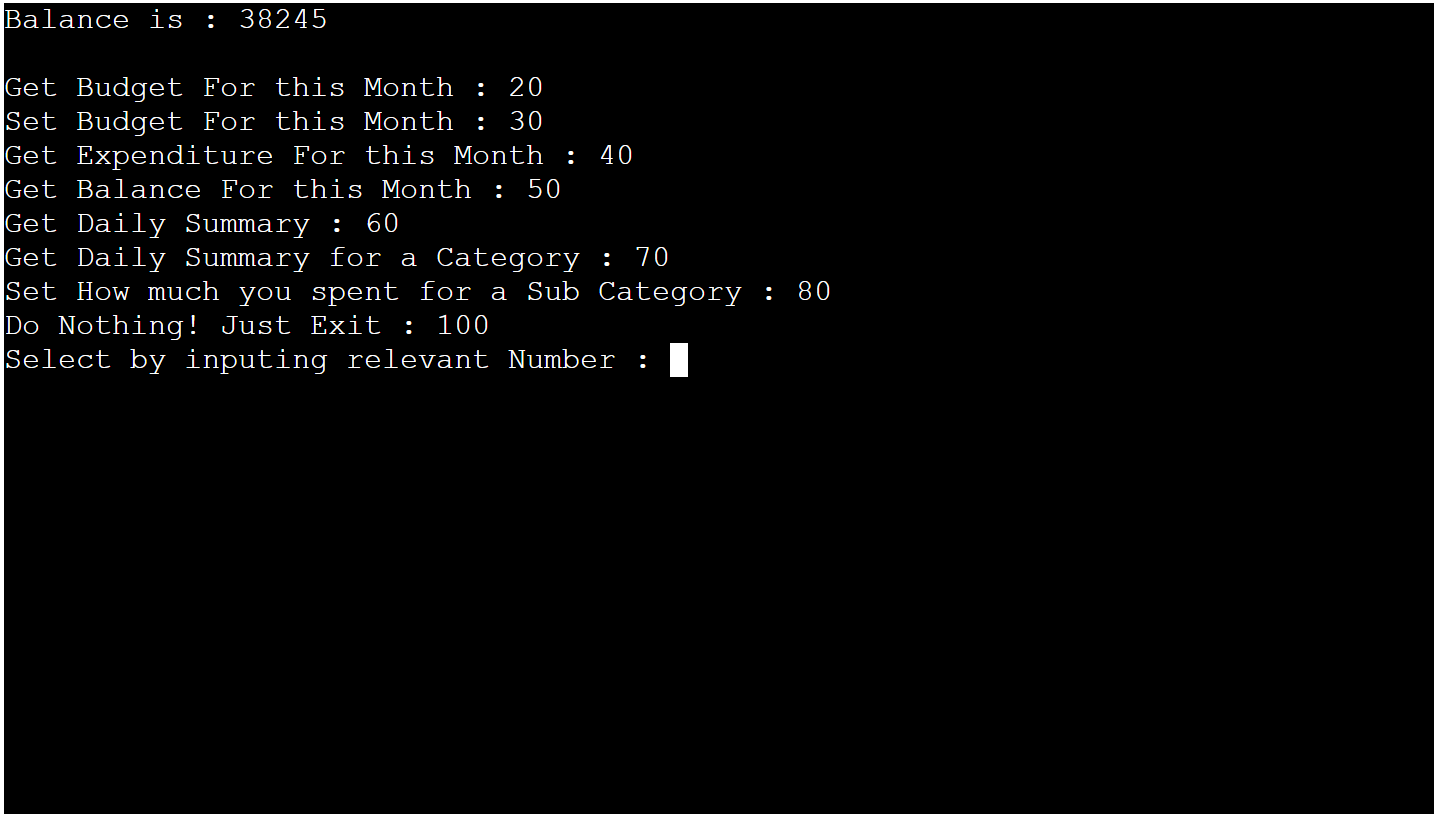 Balance is : 38245
Get Budget For this Month : 20
Set Budget For this Month : 30
Get Expenditure For this Month : 40
Get Balance For this Month : 50
Get Daily Summary : 60
Get Daily Summary for a Category : 70
Set How much you spent for a Sub Category : 80
Do Nothing! Just Exit : 100
Select by inputing relevant Number :